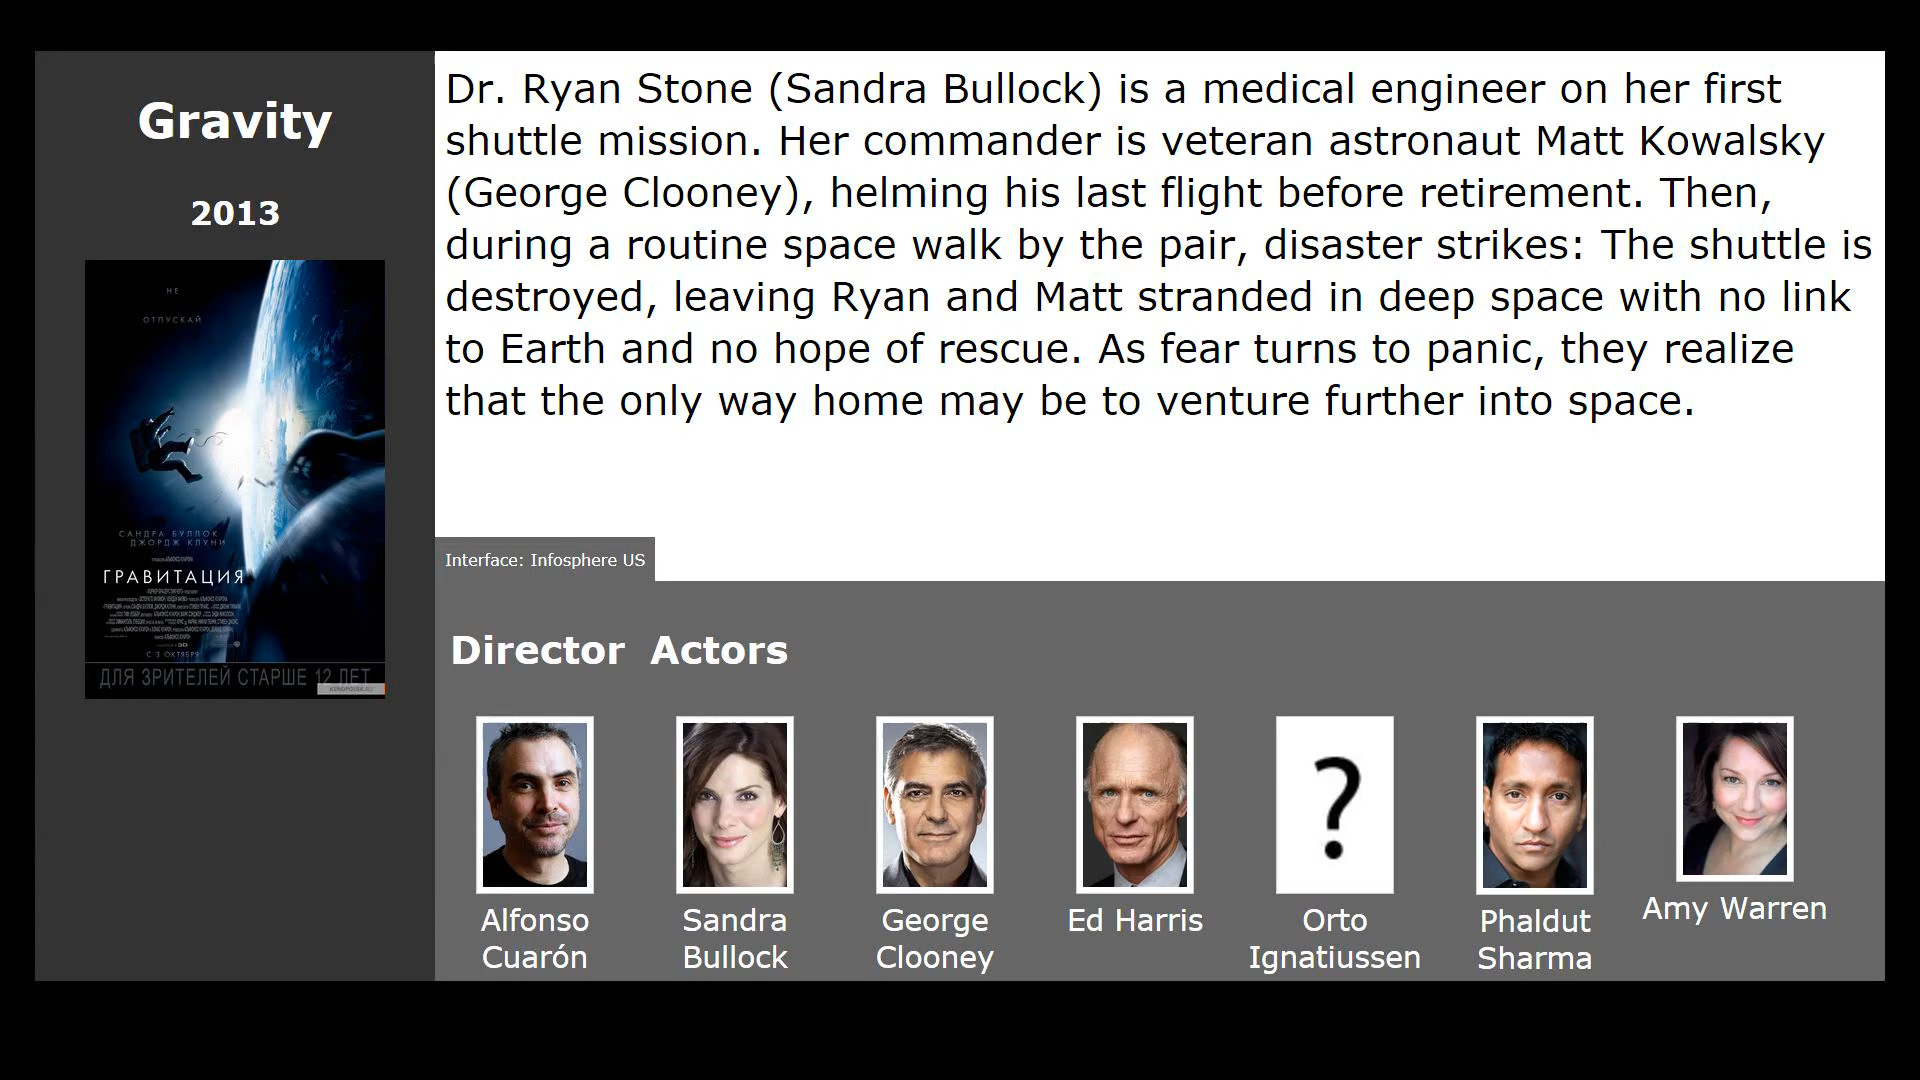 Gravity
2013
НЕ
ОТПУСКАЙ
САНДРА БУЛЛОК
ДЖОРДЖ КЛУНИ
ГРАВИТАЦИЯ
С 3 ОКТЯБРЯ
ДЛЯ ЗРИТЕЛЕЙ СТАРШЕ 12 ЛЕТ
KINOPOISK.RU
Dr. Ryan Stone (Sandra Bullock) is a medical engineer on her first
shuttle mission. Her commander is veteran astronaut Matt Kowalsky
(George Clooney), helming his last flight before retirement. Then,
during a routine space walk by the pair, disaster strikes: The shuttle is
destroyed, leaving Ryan and Matt stranded in deep space with no link
to Earth and no hope of rescue. As fear turns to panic, they realize
that the only way home may be to venture further into space.
Interface: Infosphere US
Director Actors
Alfonso
Cuarón
Sandra
Bullock
George
Clooney
Ed Harris
?
Orto
Ignatiussen
Phaldut
Sharma
Amy Warren